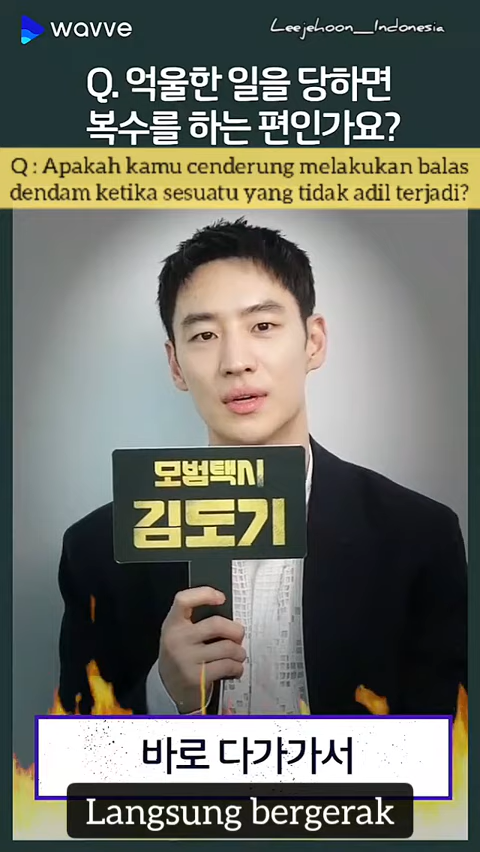 wavve
Leejehoon__Indonesia
Q. 억울한 일을 당하면
복수를 하는 편인가요?
Q : Apakah kamu cenderung melakukan balas
dendam ketika sesuatu yang tidak adil terjadi?
모범택시
김도기
바로 다가가서
Langsung bergerak